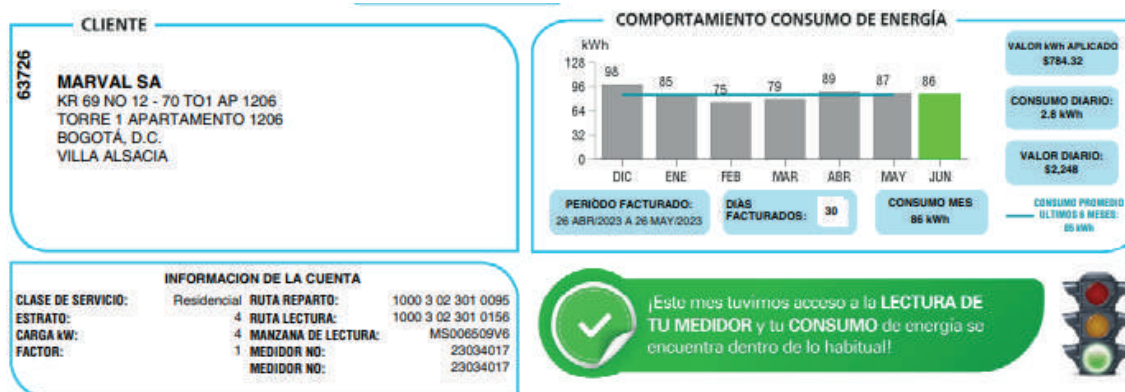 CLIENTE
63726
MARVAL SA
KR 69 NO 12 - 70 TO1 AP 1206
TORRE 1 APARTAMENTO 1206
BOGOTÁ, D.C.
VILLA ALSACIA
COMPORTAMIENTO CONSUMO DE ENERGÍA
kWh
128
96
64
32
0
98
85
75
79
89
87
86
DIC ENE FEB MAR ABR MAY JUN
VALOR kWh APLICADO
$784.32
CONSUMO DIARIO:
2.8 kWh
VALOR DIARIO:
$2,248
PERIÓDO FACTURADO:
26 ABR/2023 A 26 MAY/2023
DIÁS
FACTURADOS: 30
CONSUMO MES
86 kWh
CONSUMO PROMEDIO
ULTIMOS 6 MESES:
85 kWh
INFORMACION DE LA CUENTA
CLASE DE SERVICIO: Residencial RUTA REPARTO: 1000 3 02 301 0095
ESTRATO: 4 RUTA LECTURA: 1000 3 02 301 0156
CARGA kW: 4 MANZANA DE LECTURA: MS006509V6
FACTOR: 1 MEDIDOR NO: 23034017
MEDIDOR NO: 23034017
¡Este mes tuvimos acceso a la LECTURA DE
TU MEDIDOR y tu CONSUMO de energía se
encuentra dentro de lo habitual!